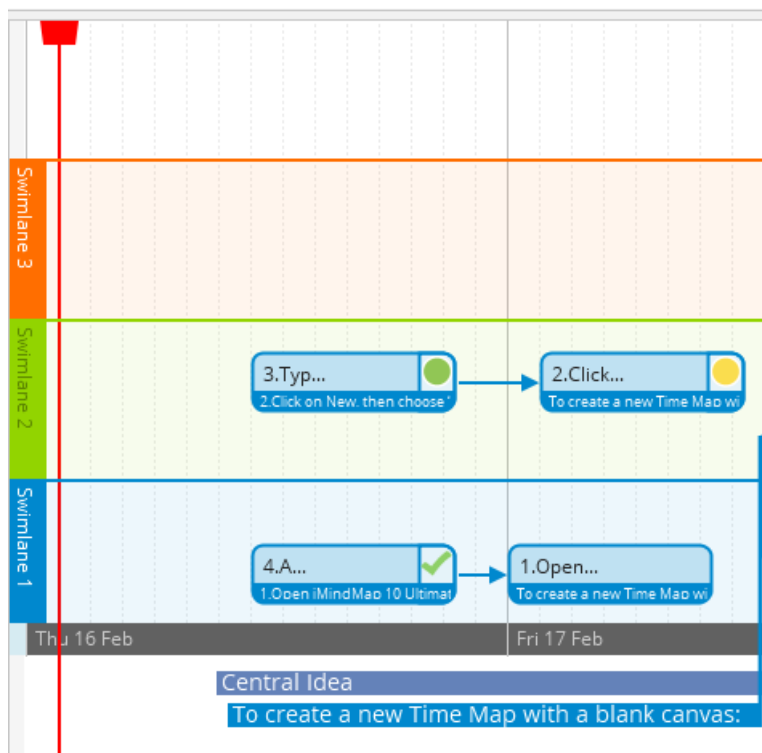 Swimlane 3
Swimlane 2
3.Typ...
2.Click on New, then choose '
2.Click...
To create a new Time Map wi
Swimlane 1
4.A...
1.Open iMindMap 10 Ultimat
1.Open...
To create a new Time Map wi
Thu 16 Feb
Fri 17 Feb
Central Idea
To create a new Time Map with a blank canvas: